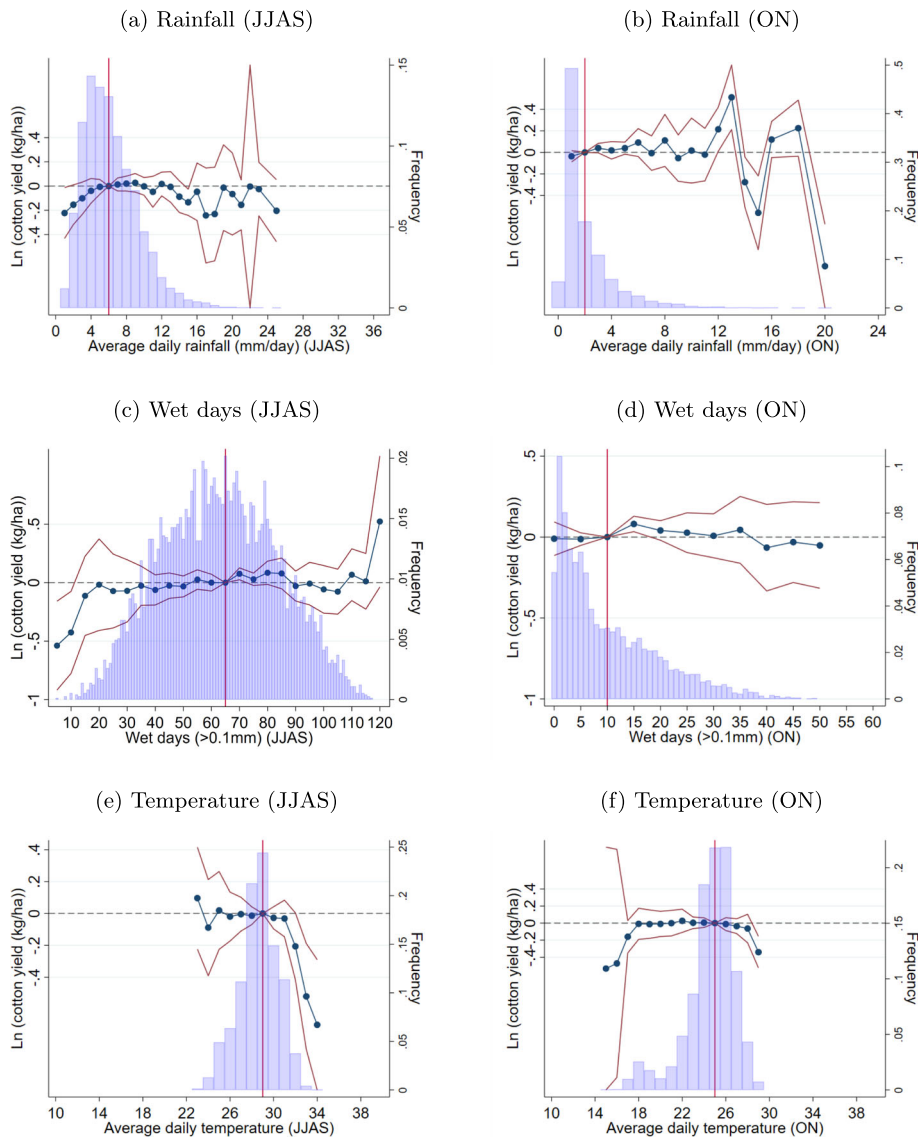 (a) Rainfall (JJAS)
Ln (cotton yield (kg/ha))
.4
.2
0
-.2
-.4
.15
.1
.05
0
Frequency
0 4 8 12 16 20 24 28 32 36
Average daily rainfall (mm/day) (JJAS)
(b) Rainfall (ON)
Ln (cotton yield (kg/ha))
.4
.2
0
-.2
-.4
.5
.4
.3
.2
.1
0
Frequency
0 4 8 12 16 20 24
Average daily rainfall (mm/day) (ON)
(c) Wet days (JJAS)
Ln (cotton yield (kg/ha))
.5
0
-.5
-1
.02
.015
.01
.005
0
Frequency
10 20 30 40 50 60 70 80 90 100 110 120
Wet days (>0.1mm) (JJAS)
(d) Wet days (ON)
Ln (cotton yield (kg/ha))
.5
0
-.5
-1
.1
.08
.06
.04
.02
0
Frequency
0 5 10 15 20 25 30 35 40 45 50 55 60
Wet days (>0.1mm) (ON)
(e) Temperature (JJAS)
Ln (cotton yield (kg/ha))
.4
.2
0
-.2
-.4
.25
.2
.15
.1
.05
0
Frequency
10 14 18 22 26 30 34 38
Average daily temperature (JJAS)
(f) Temperature (ON)
Ln (cotton yield (kg/ha))
.4
.2
0
-.2
-.4
.2
.15
.1
.05
0
Frequency
10 14 18 22 26 30 34 38
Average daily temperature (ON)